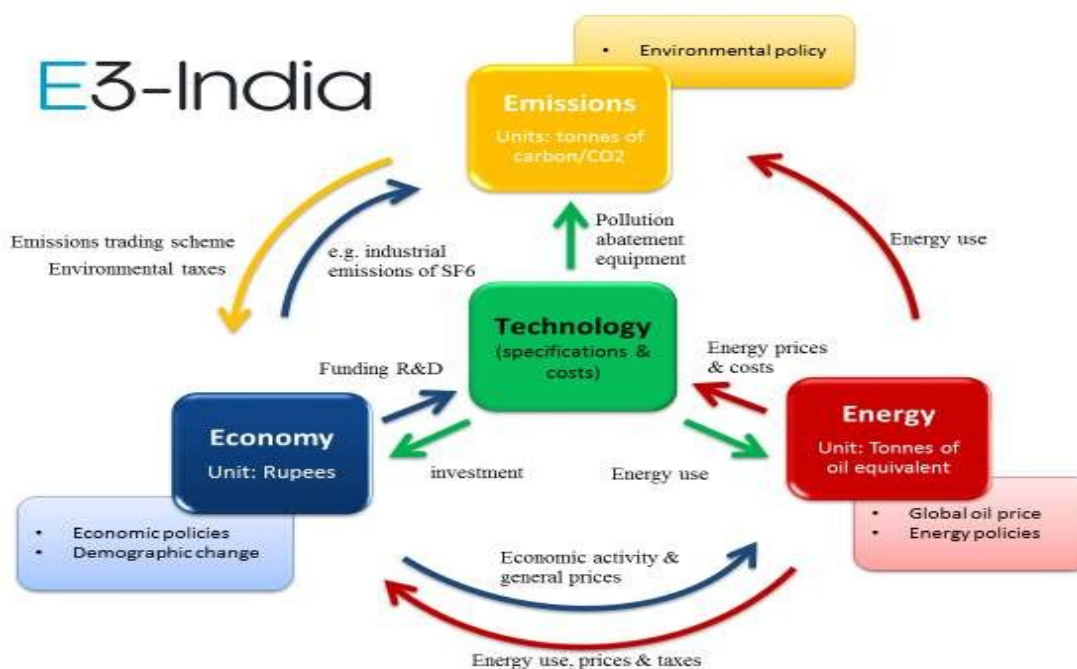 E3-India
• Environmental policy
Emissions
Units: tonnes of
carbon/CO2
Emissions trading scheme
Environmental taxes
e.g. industrial
emissions of SF6
Pollution
abatement
equipment
Energy use
Technology
(specifications &
costs)
Funding R&D
Energy prices
& costs
Economy
Unit: Rupees
Energy
Unit: Tonnes of
oil equivalent
investment
Energy use
• Economic policies
• Demographic change
• Global oil price
• Energy policies
Economic activity &
general prices
Energy use, prices & taxes